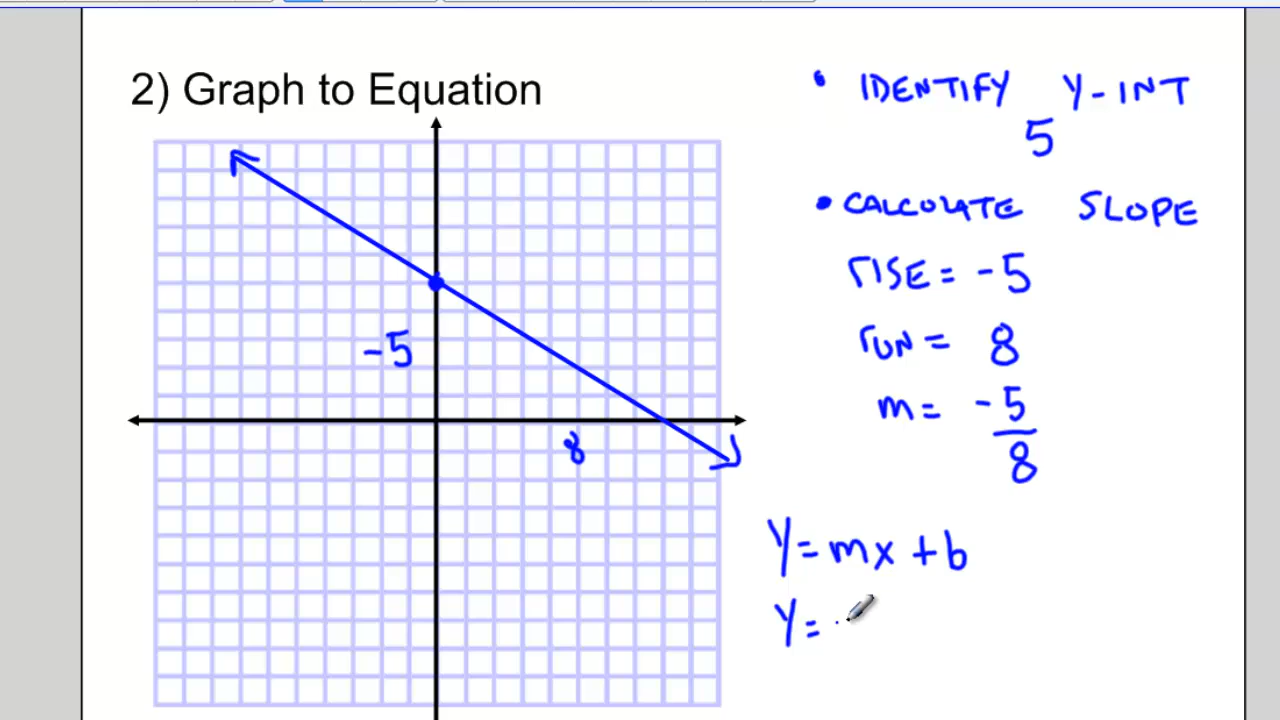 2) Graph to Equation
• IDENTIFY Y-INT
5
• CALCULATE SLOPE
rISE = -5
rUN = 8
m = -5
8
Y = mx + b
Y =
-5
8